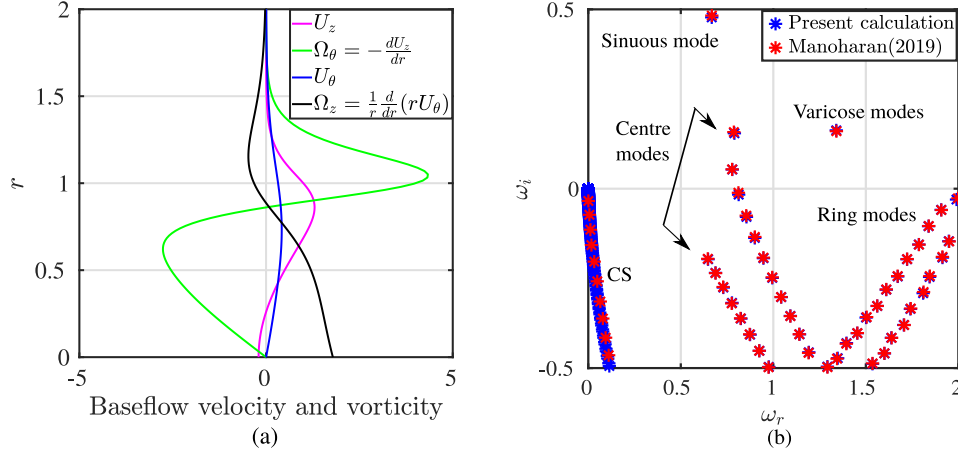 2
1.5
1
0.5
0
r
-5
0
5
Baseflow velocity and vorticity
(a)
U_z
Ω_θ = −dU_z/dr
U_θ
Ω_z = 1/r d/dr(rU_θ)
0.5
0
-0.5
ω_i
0
0.5
1
1.5
2
ω_r
(b)
Present calculation
Manoharan(2019)
Sinuous mode
Varicose modes
Centre
modes
Ring modes
CS